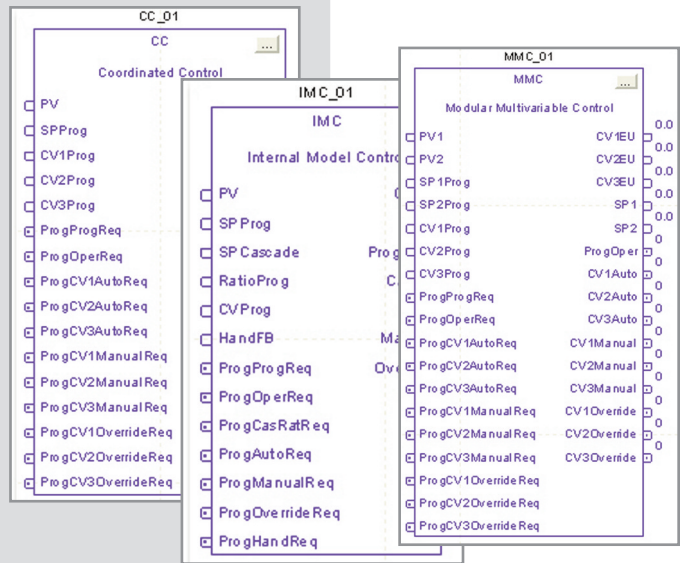 CC_01
CC
...
Coordinated Control
PV
SPProg
CV1Prog
CV2Prog
CV3Prog
ProgProgReq
ProgOperReq
ProgCV1AutoReq
ProgCV2AutoReq
ProgCV3AutoReq
ProgCV1ManualReq
ProgCV2ManualReq
ProgCV3ManualReq
ProgCV1OverrideReq
ProgCV2OverrideReq
ProgCV3OverrideReq
IMC_01
IMC
Internal Model
PV
SPProg
SPCascade
RatioProg
CVProg
HandFB
ProgProgReq
ProgOperReq
ProgCasRatReq
ProgAutoReq
ProgManualReq
ProgOverrideReq
ProgHandReq
MMC_01
MMC
...
Modular Multivariable Control
PV1 CV1EU 0.0
PV2 CV2EU 0.0
SP1Prog CV3EU 0.0
SP2Prog SP1 0.0
CV1Prog SP2 0.0
CV2Prog ProgOper 0
CV3Prog CV1Auto 0
ProgProgReq CV2Auto 0
ProgOperReq CV3Auto 0
ProgCV1AutoReq CV1Manual 0
ProgCV2AutoReq CV2Manual 0
ProgCV3AutoReq CV3Manual 0
ProgCV1ManualReq CV1Override 0
ProgCV2ManualReq CV2Override 0
ProgCV3ManualReq CV3Override 0
ProgCV1OverrideReq
ProgCV2OverrideReq
ProgCV3OverrideReq